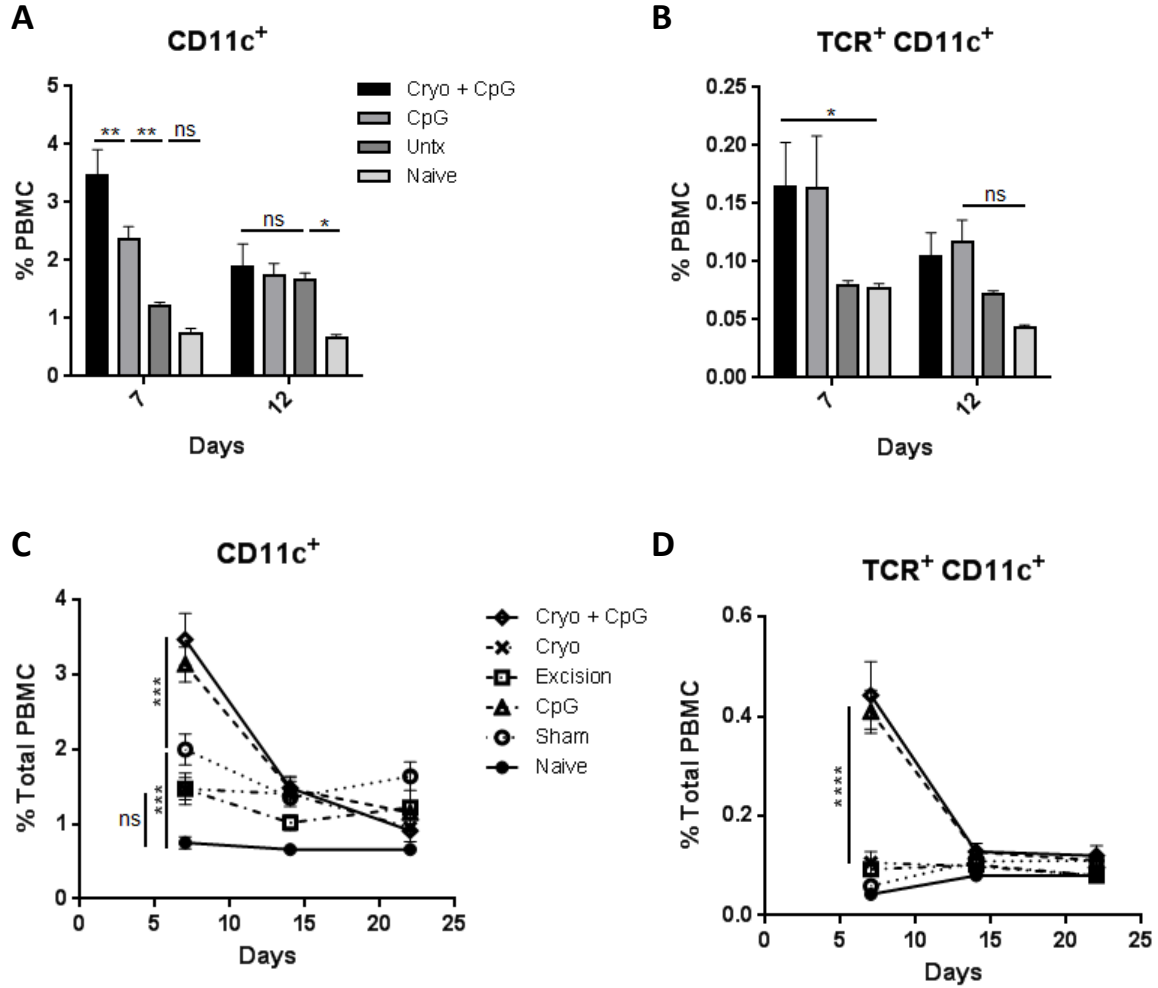 A
CD11c⁺
% PBMC
5
4
3
2
1
0
** ** ns
ns *
7 12
Days
Cryo + CpG
CpG
Untx
Naive
B
TCR⁺ CD11c⁺
% PBMC
0.25
0.20
0.15
0.10
0.05
0.00
*
ns
7 12
Days
C
CD11c⁺
% Total PBMC
4
3
2
1
0
***
***
ns
0 5 10 15 20 25
Days
Cryo + CpG
Cryo
Excision
CpG
Sham
Naive
D
TCR⁺ CD11c⁺
% Total PBMC
0.6
0.4
0.2
0.0
****
0 5 10 15 20 25
Days